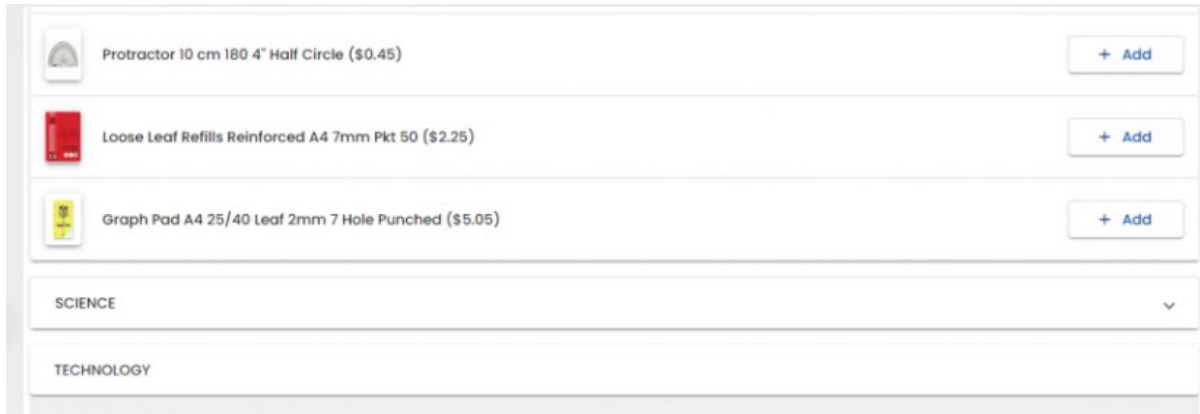 Protractor 10 cm 180 4" Half Circle ($0.45)
+ Add
Loose Leaf Refills Reinforced A4 7mm Pkt 50 ($2.25)
+ Add
Graph Pad A4 25/40 Leaf 2mm 7 Hole Punched ($5.05)
+ Add
SCIENCE
TECHNOLOGY